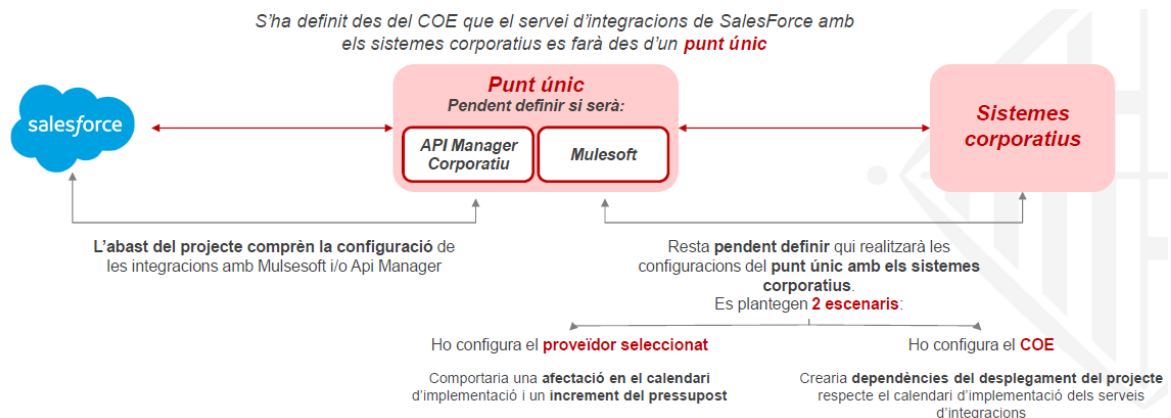 S'ha definit des del COE que el servei d'integracions de SalesForce amb
els sistemes corporatius es farà des d'un punt únic
salesforce
Punt únic
Pendent definir si serà:
API Manager
Corporatiu
Mulesoft
Sistemes
corporatius
L'abast del projecte comprèn la configuració de
les integracions amb Mulsesoft i/o Api Manager
Resta pendent definir qui realitzarà les
configuracions del punt únic amb els sistemes
corporatius.
Es plantegen 2 escenaris:
Ho configura el proveïdor seleccionat
Comportaria una afectació en el calendari
d'implementació i un increment del pressupost
Ho configura el COE
Crearia dependències del desplegament del projecte
respecte el calendari d'implementació dels serveis
d'integracions